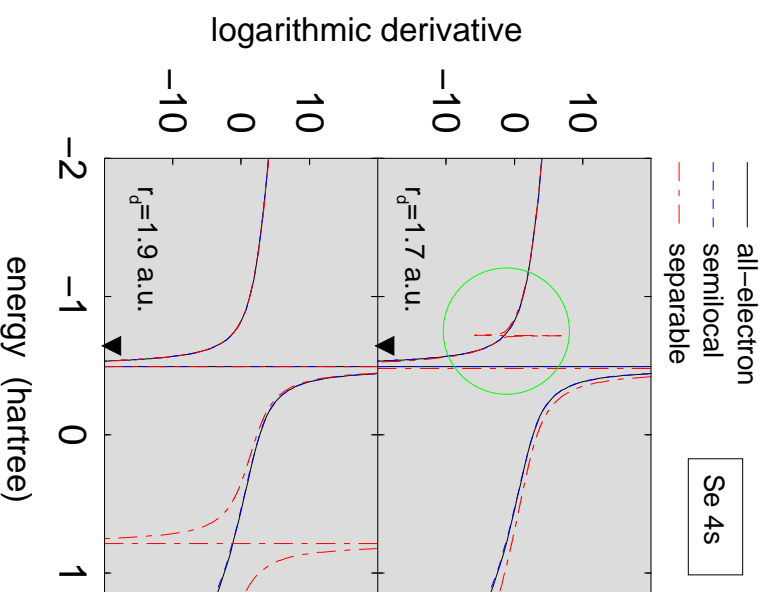 all−electron
semilocal
separable
Se 4s
logarithmic derivative
10
0
−10
r_d=1.7 a.u.
10
0
−10
r_d=1.9 a.u.
−2
−1
0
1
energy (hartree)